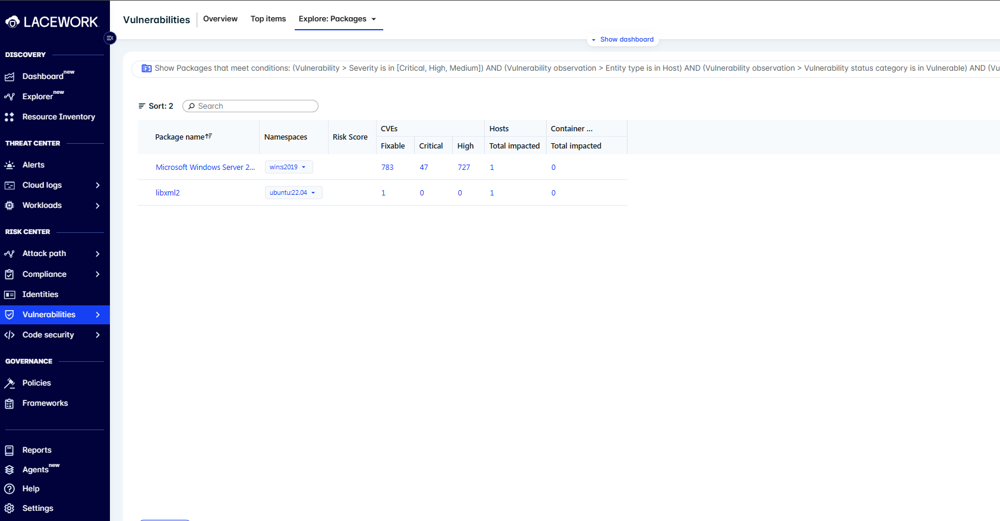 LACEWORK
DISCOVERY
Dashboard new
Explorer new
Resource Inventory
THREAT CENTER
Alerts
Cloud logs
Workloads
RISK CENTER
Attack path
Compliance
Identities
Vulnerabilities
Code security
GOVERNANCE
Policies
Frameworks
Reports
Agents new
Help
Settings
Vulnerabilities Overview Top items Explore: Packages
Show dashboard
Show Packages that meet conditions: (Vulnerability > Severity is in [Critical, High, Medium]) AND (Vulnerability observation > Entity type is in Host) AND (Vulnerability observation > Vulnerability status category is in Vulnerable) AND (Vu
Sort: 2 Search
CVEs Hosts Container ...
Package name Namespaces Risk Score
Fixable Critical High Total impacted Total impacted
Microsoft Windows Server 2... win:s2019 783 47 727 1 0
libxml2 ubuntu:22.04 1 0 0 1 0